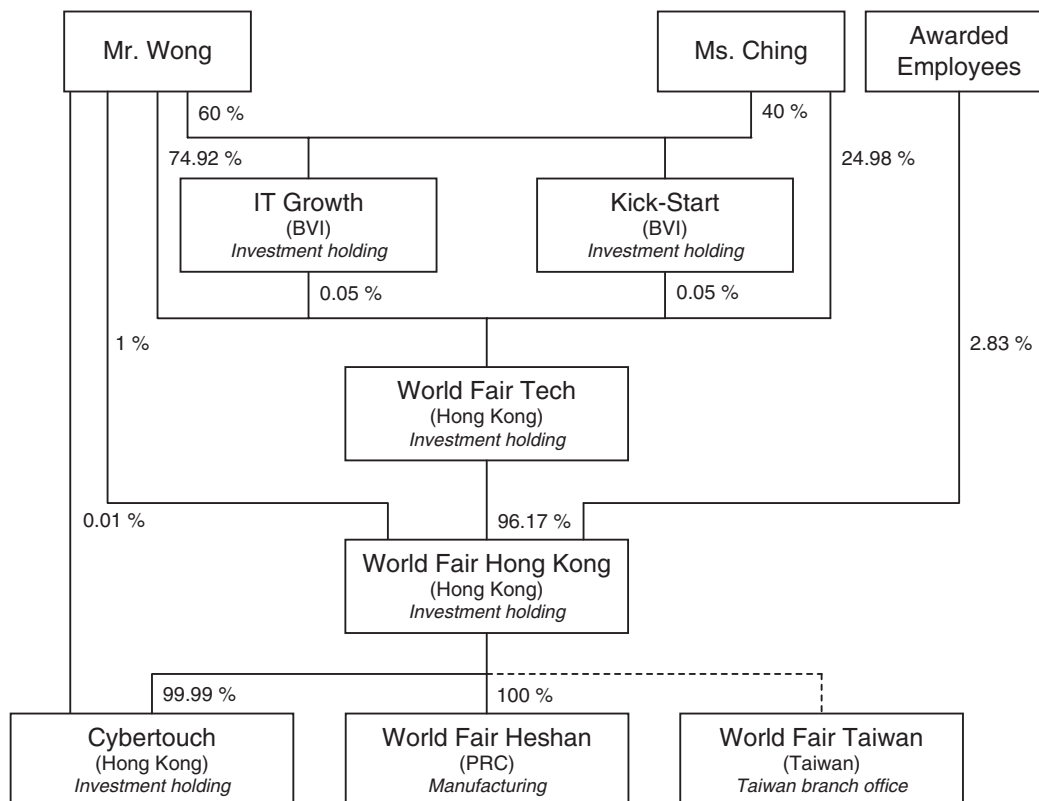 Mr. Wong
Ms. Ching
Awarded
Employees
60 %
40 %
74.92 %
24.98 %
IT Growth
(BVI)
Investment holding
Kick-Start
(BVI)
Investment holding
0.05 %
0.05 %
1 %
2.83 %
World Fair Tech
(Hong Kong)
Investment holding
0.01 %
96.17 %
World Fair Hong Kong
(Hong Kong)
Investment holding
99.99 %
100 %
Cybertouch
(Hong Kong)
Investment holding
World Fair Heshan
(PRC)
Manufacturing
World Fair Taiwan
(Taiwan)
Taiwan branch office